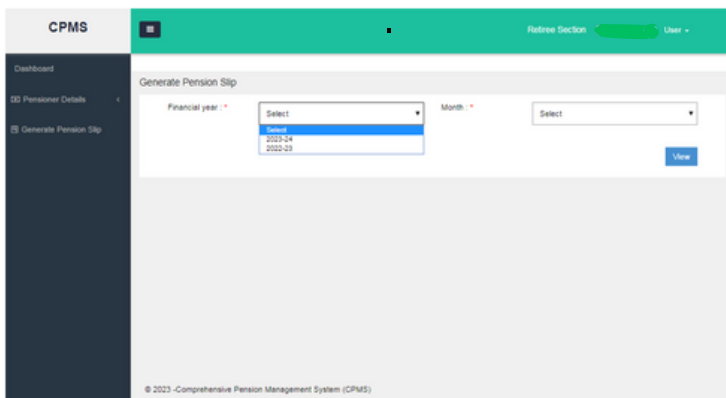 CPMS
Retiree Section
User
Dashboard
Pensioner Details
Generate Pension Slip
Generate Pension Slip
Financial year : *
Select
Month : *
Select
Select
2023-24
2022-23
View
© 2023 -Comprehensive Pension Management System (CPMS)